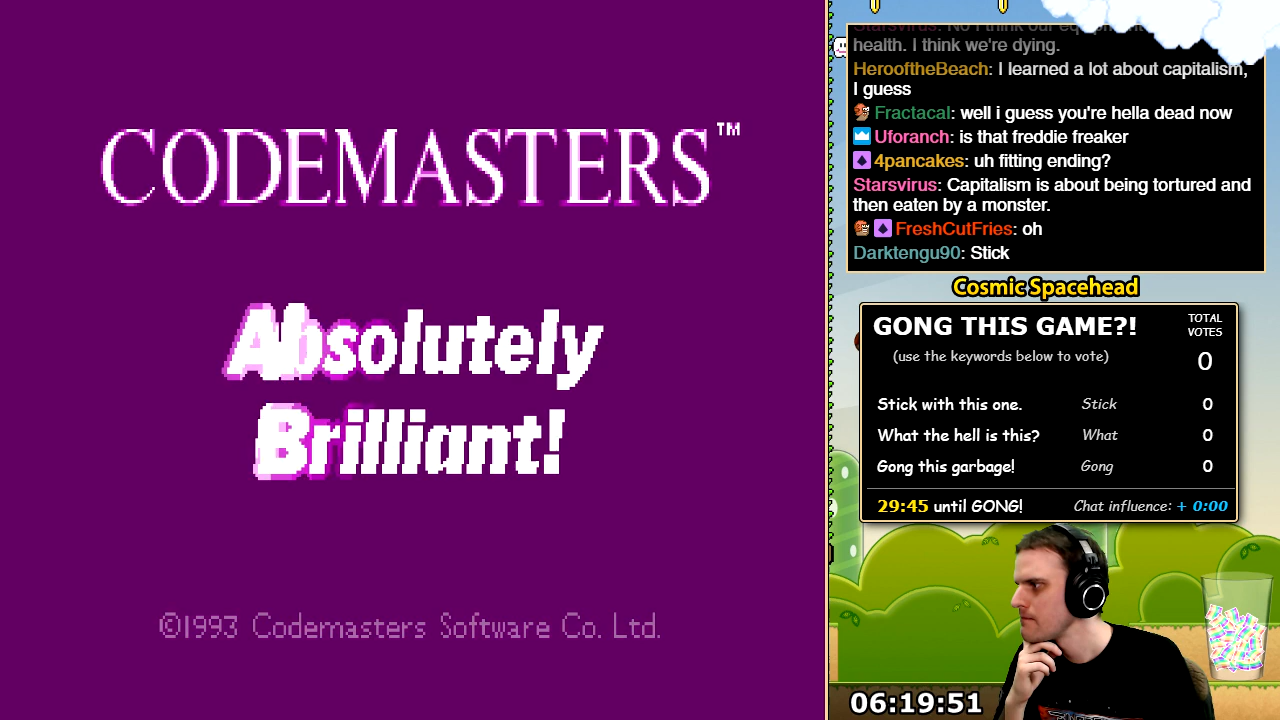 CODEMASTERS™
Absolutely
Brilliant!
©1993 Codemasters Software Co. Ltd.
Starsvirus: No I think our
health. I think we're dying.
HerooftheBeach: I learned a lot about capitalism,
I guess
Fractacal: well i guess you're hella dead now
Uforanch: is that freddie freaker
4pancakes: uh fitting ending?
Starsvirus: Capitalism is about being tortured and
then eaten by a monster.
FreshCutFries: oh
Darktengu90: Stick
Cosmic Spacehead
GONG THIS GAME?!
TOTAL
VOTES
(use the keywords below to vote)
0
Stick with this one. Stick 0
What the hell is this? What 0
Gong this garbage! Gong 0
29:45 until GONG! Chat influence: + 0:00
06:19:51